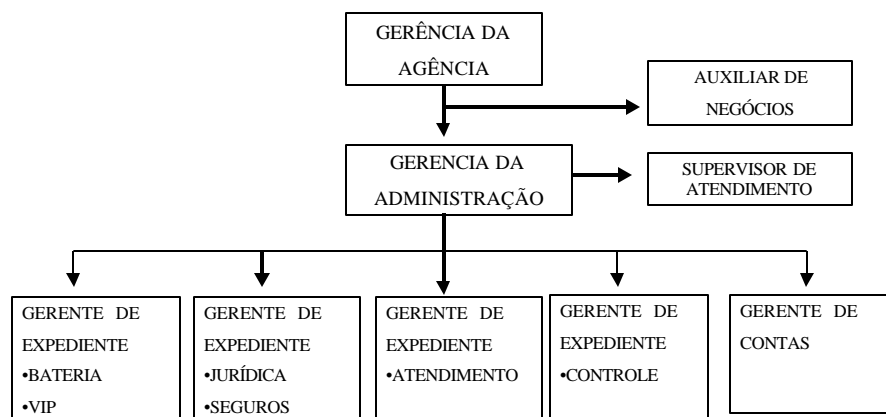 GERÊNCIA DA
AGÊNCIA
AUXILIAR DE
NEGÓCIOS
GERENCIA DA
ADMINISTRAÇÃO
SUPERVISOR DE
ATENDIMENTO
GERENTE DE
EXPEDIENTE
•BATERIA
•VIP
GERENTE DE
EXPEDIENTE
•JURÍDICA
•SEGUROS
GERENTE DE
EXPEDIENTE
•ATENDIMENTO
GERENTE DE
EXPEDIENTE
•CONTROLE
GERENTE DE
CONTAS